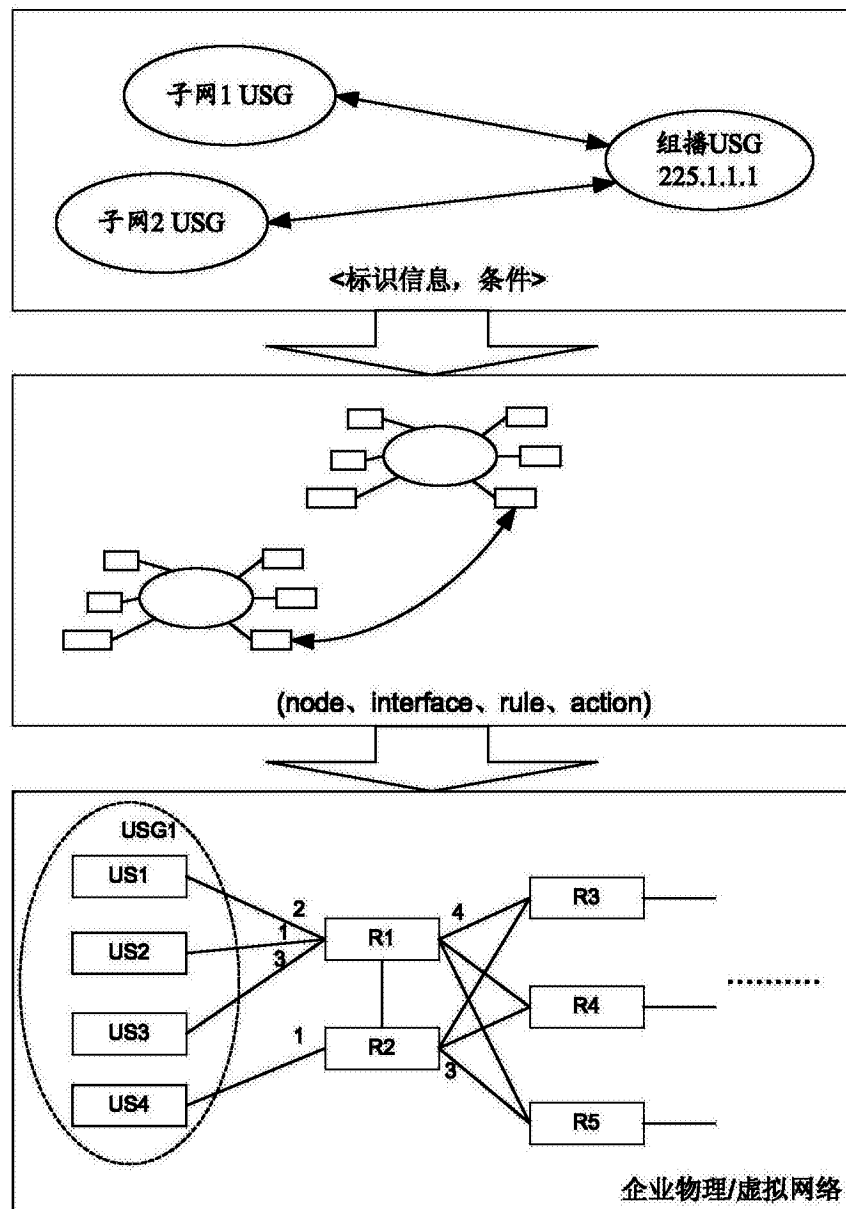 子网1 USG
组播USG
225.1.1.1
子网2 USG
<标识信息，条件>
(node、interface、rule、action)
USG1
US1
2
4
R3
US2
1
R1
3
US3
R4
1
R2
3
US4
R5
企业物理/虚拟网络